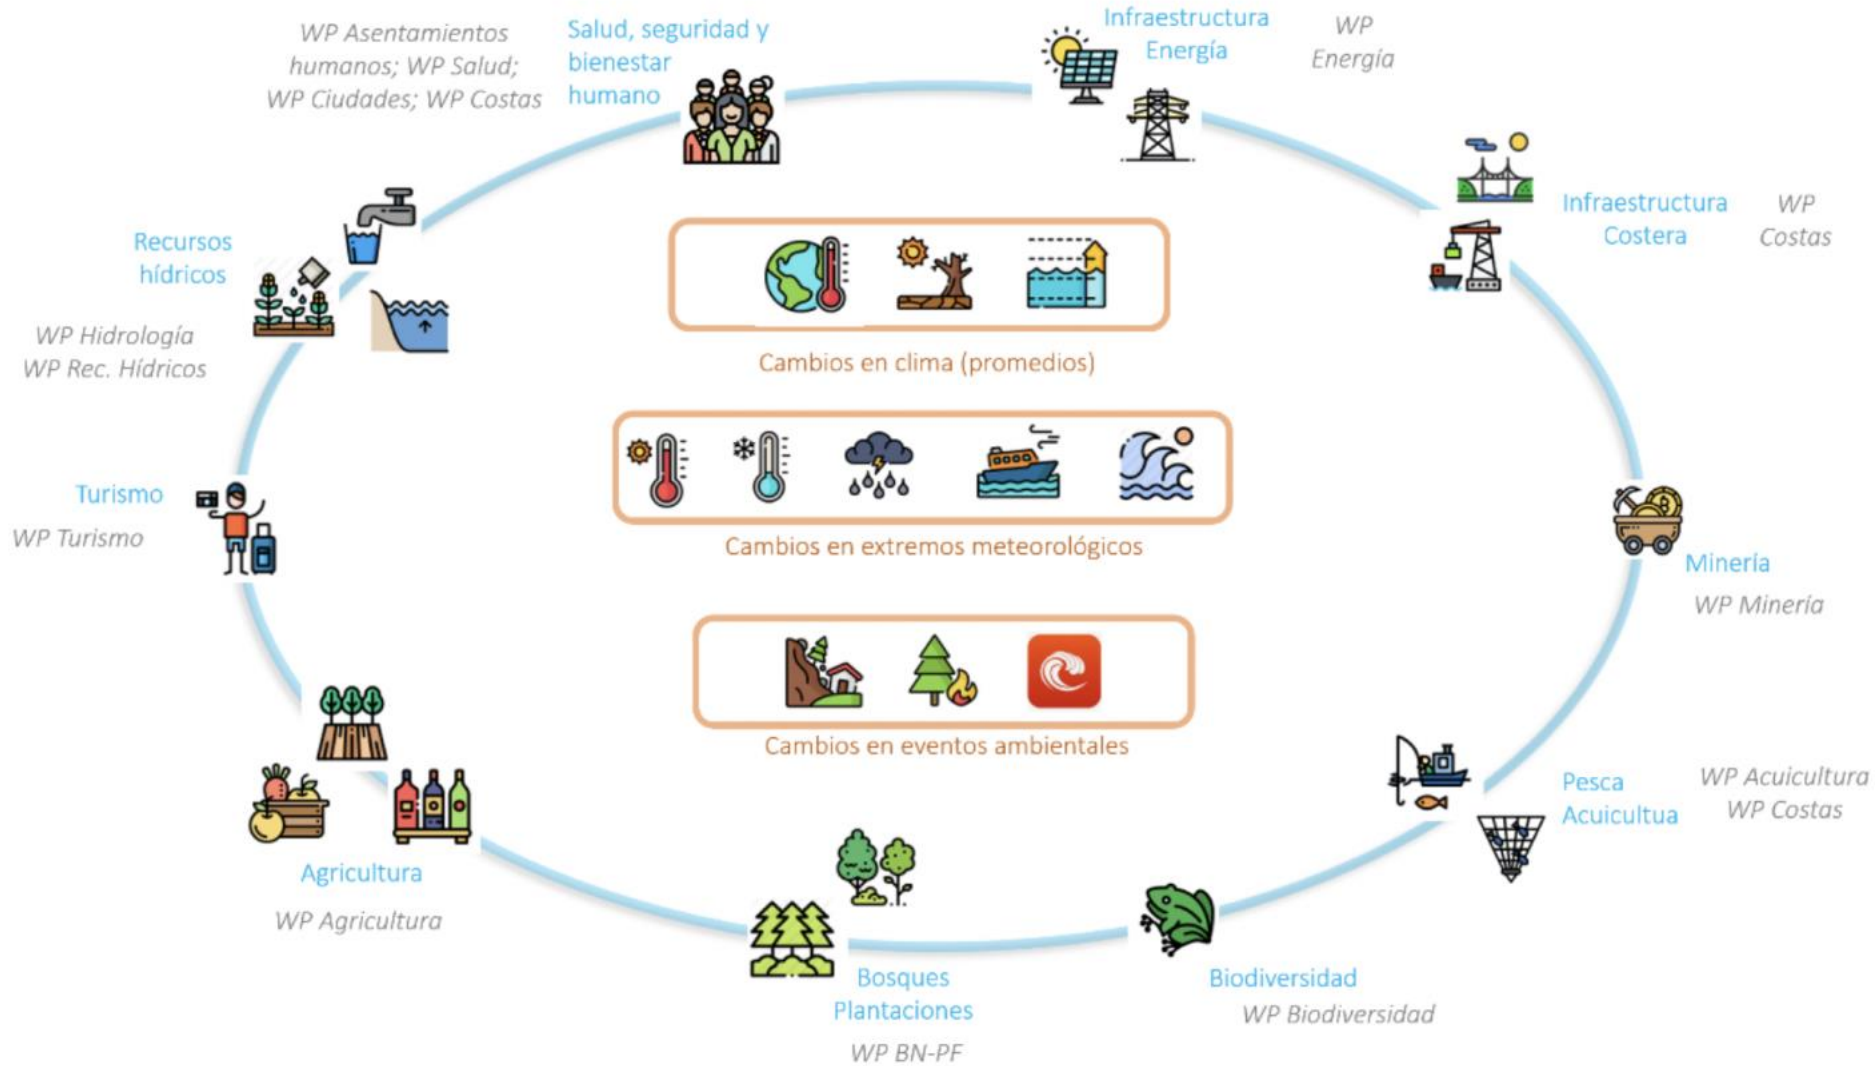 WP Asentamientos
humanos; WP Salud;
WP Ciudades; WP Costas
Salud, seguridad y
bienestar
humano
Infraestructura
Energía
WP
Energía
Infraestructura
Costera
WP
Costas
Recursos
hídricos
WP Hidrología
WP Rec. Hídricos
Cambios en clima (promedios)
Turismo
WP Turismo
Cambios en extremos meteorológicos
Minería
WP Minería
Cambios en eventos ambientales
Pesca
Acuicultua
WP Acuicultura
WP Costas
Agricultura
WP Agricultura
Bosques
Plantaciones
WP BN-PF
Biodiversidad
WP Biodiversidad